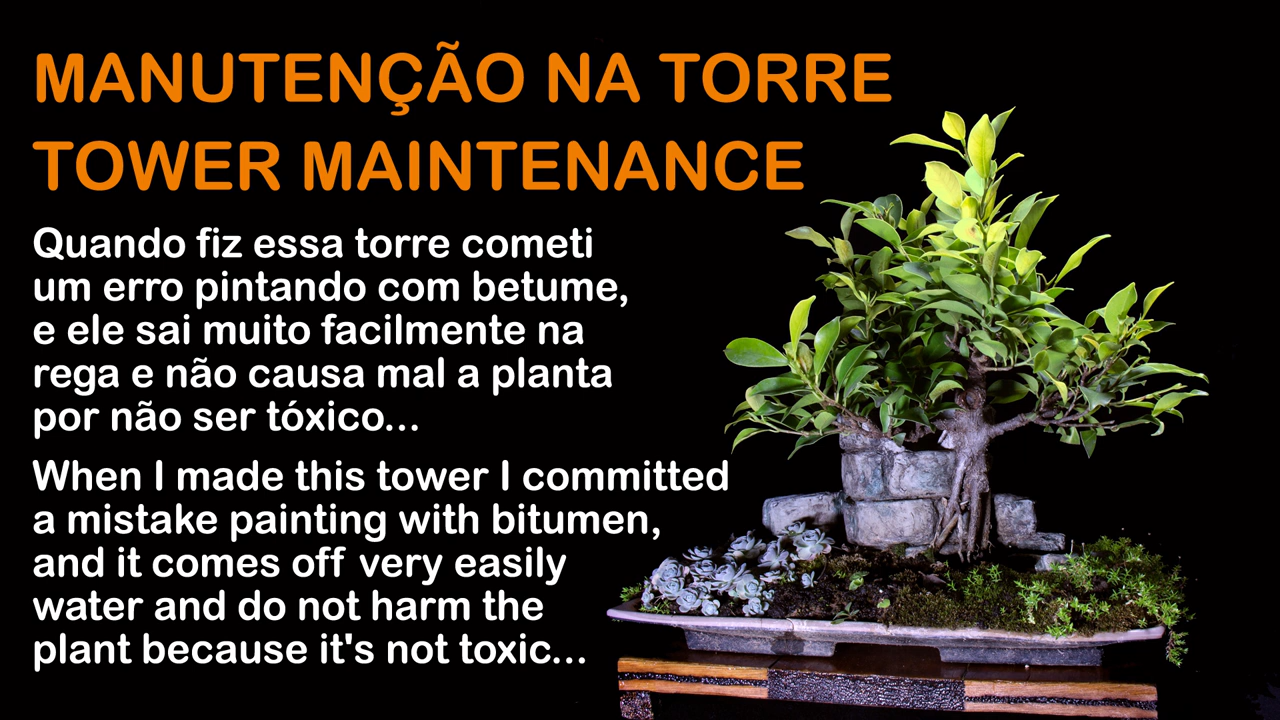 MANUTENÇÃO NA TORRE
TOWER MAINTENANCE
Quando fiz essa torre cometi
um erro pintando com betume,
e ele sai muito facilmente na
rega e não causa mal a planta
por não ser tóxico...
When I made this tower I committed
a mistake painting with bitumen,
and it comes off very easily
water and do not harm the
plant because it's not toxic...